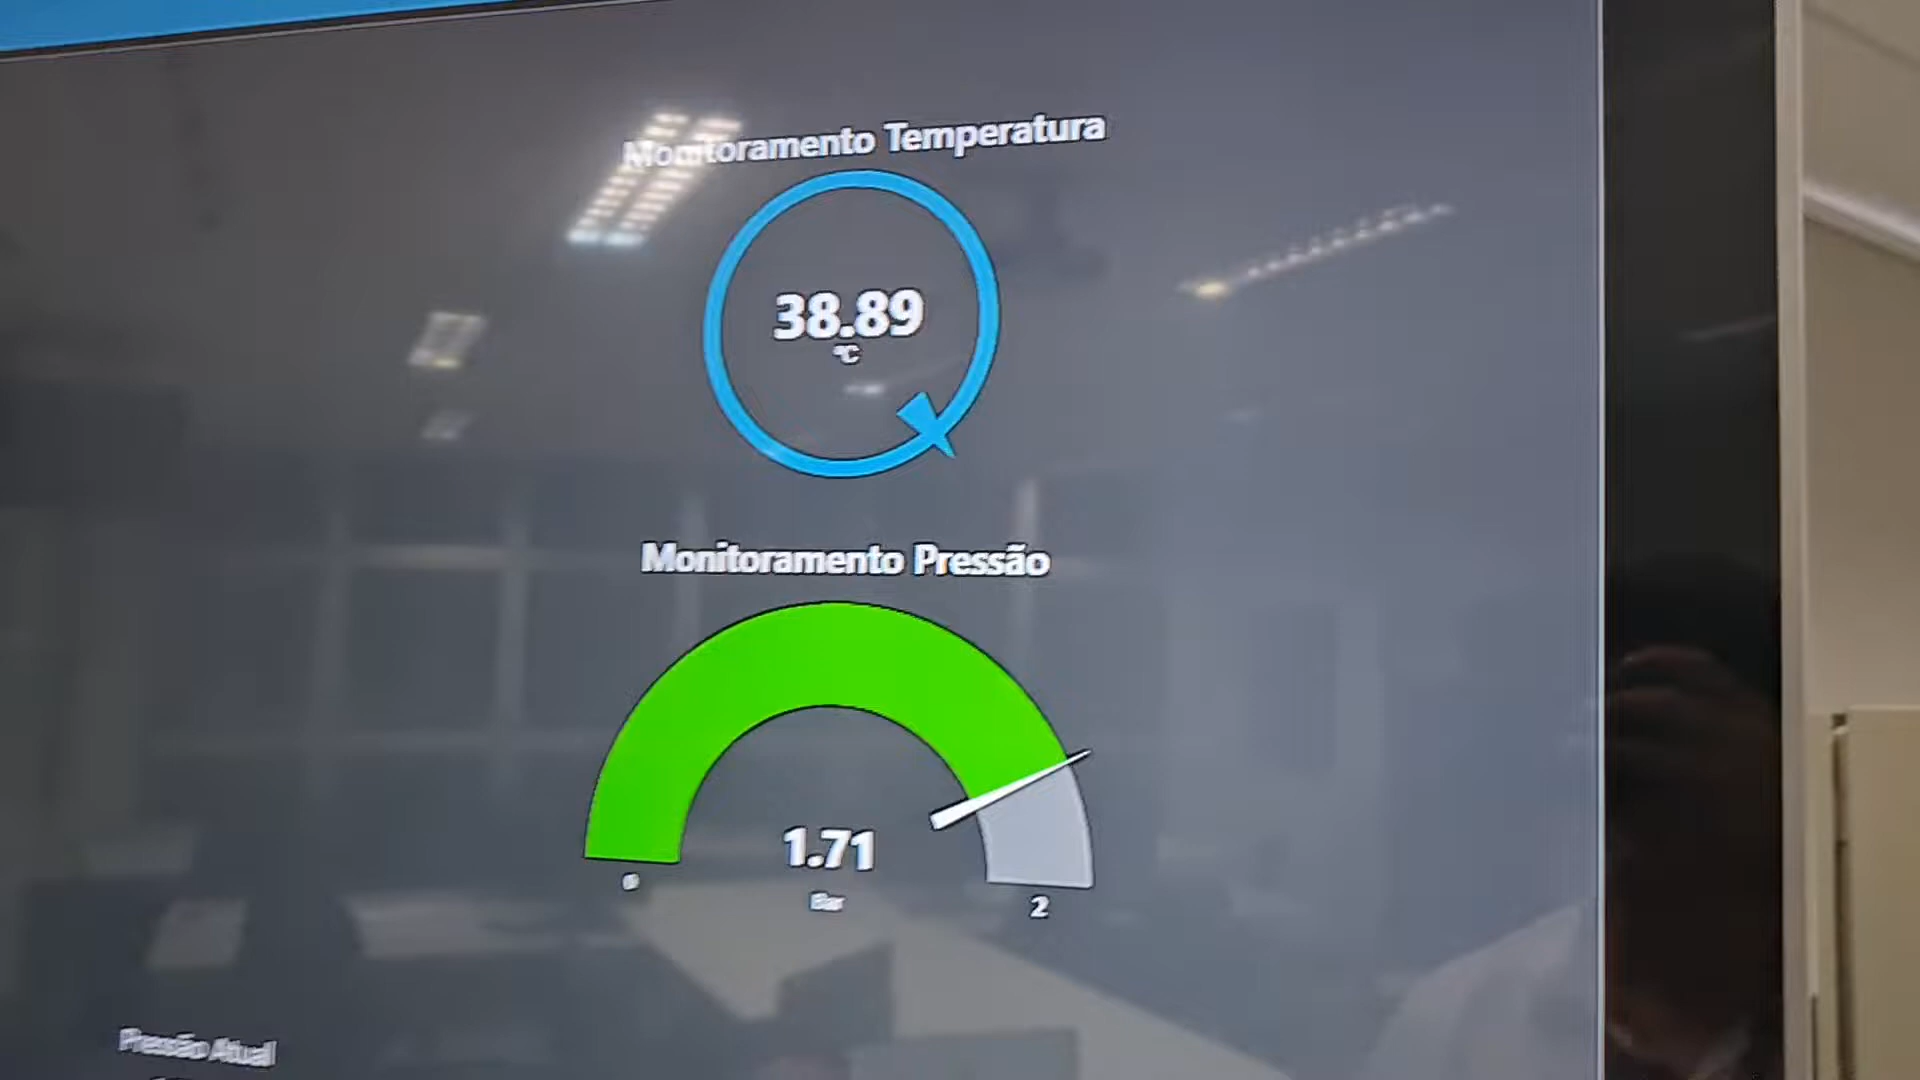 Monitoramento Temperatura
38.89
°C
Monitoramento Pressão
1.71
0
Bar
2
Pressão Atual